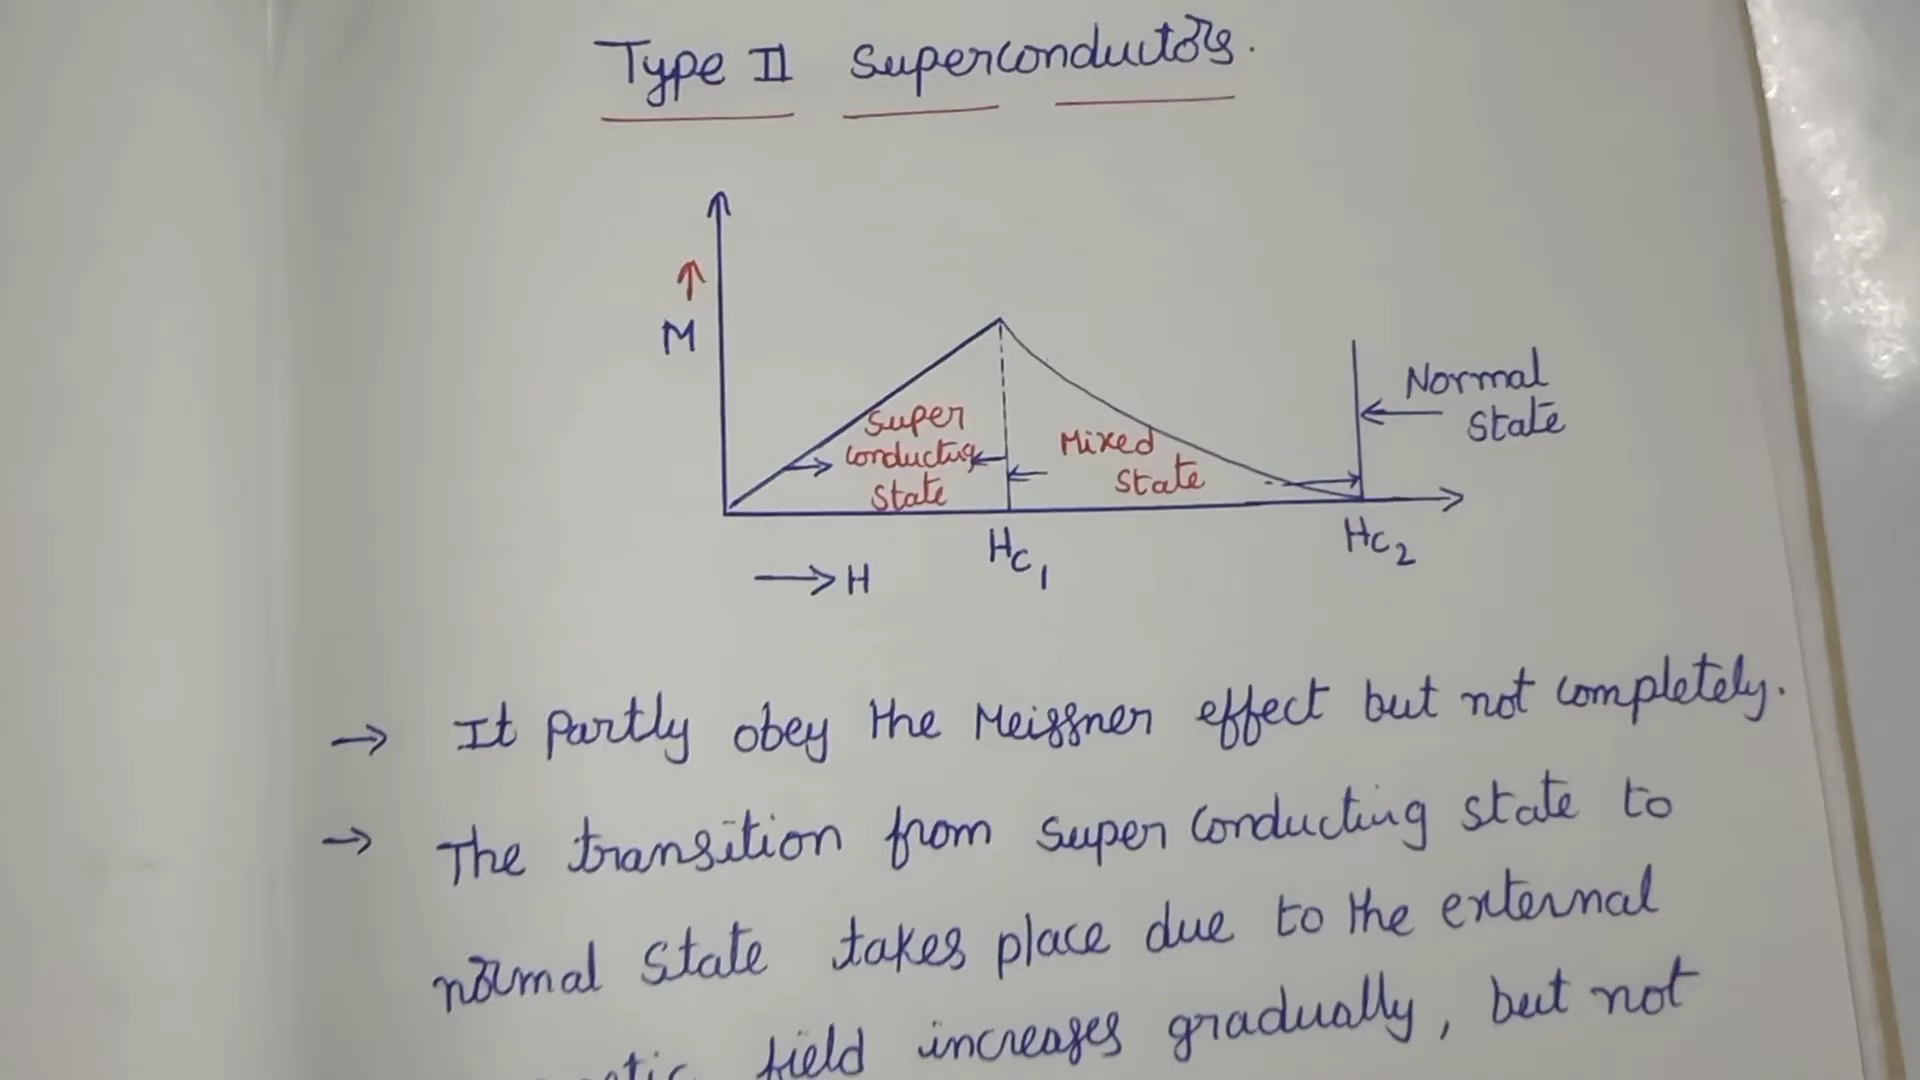 Type II Superconductors.
M
Super
conducting
state
Mixed
state
Normal
state
Hc1
Hc2
H
→ It partly obey the Meissner effect but not completely.
→ The transition from super conducting state to
normal state takes place due to the external
field increases gradually, but not